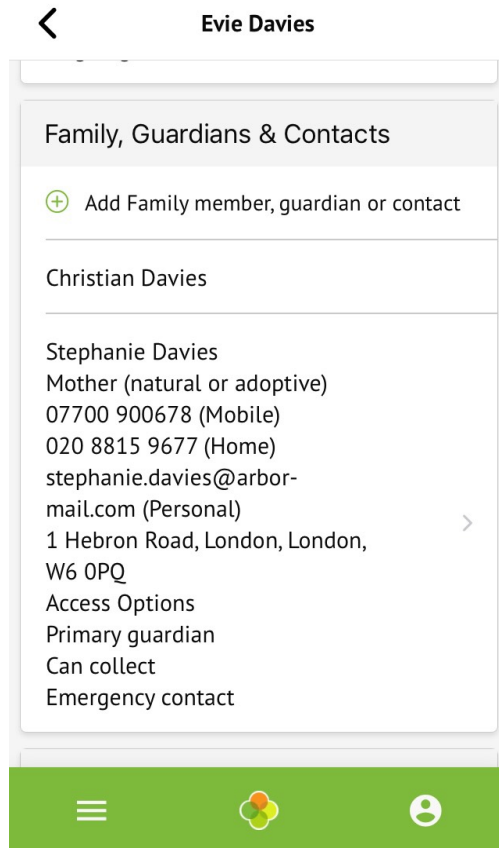 Evie Davies
Family, Guardians & Contacts
Add Family member, guardian or contact
Christian Davies
Stephanie Davies
Mother (natural or adoptive)
07700 900678 (Mobile)
020 8815 9677 (Home)
stephanie.davies@arbor-
mail.com (Personal)
1 Hebron Road, London, London,
W6 0PQ
Access Options
Primary guardian
Can collect
Emergency contact